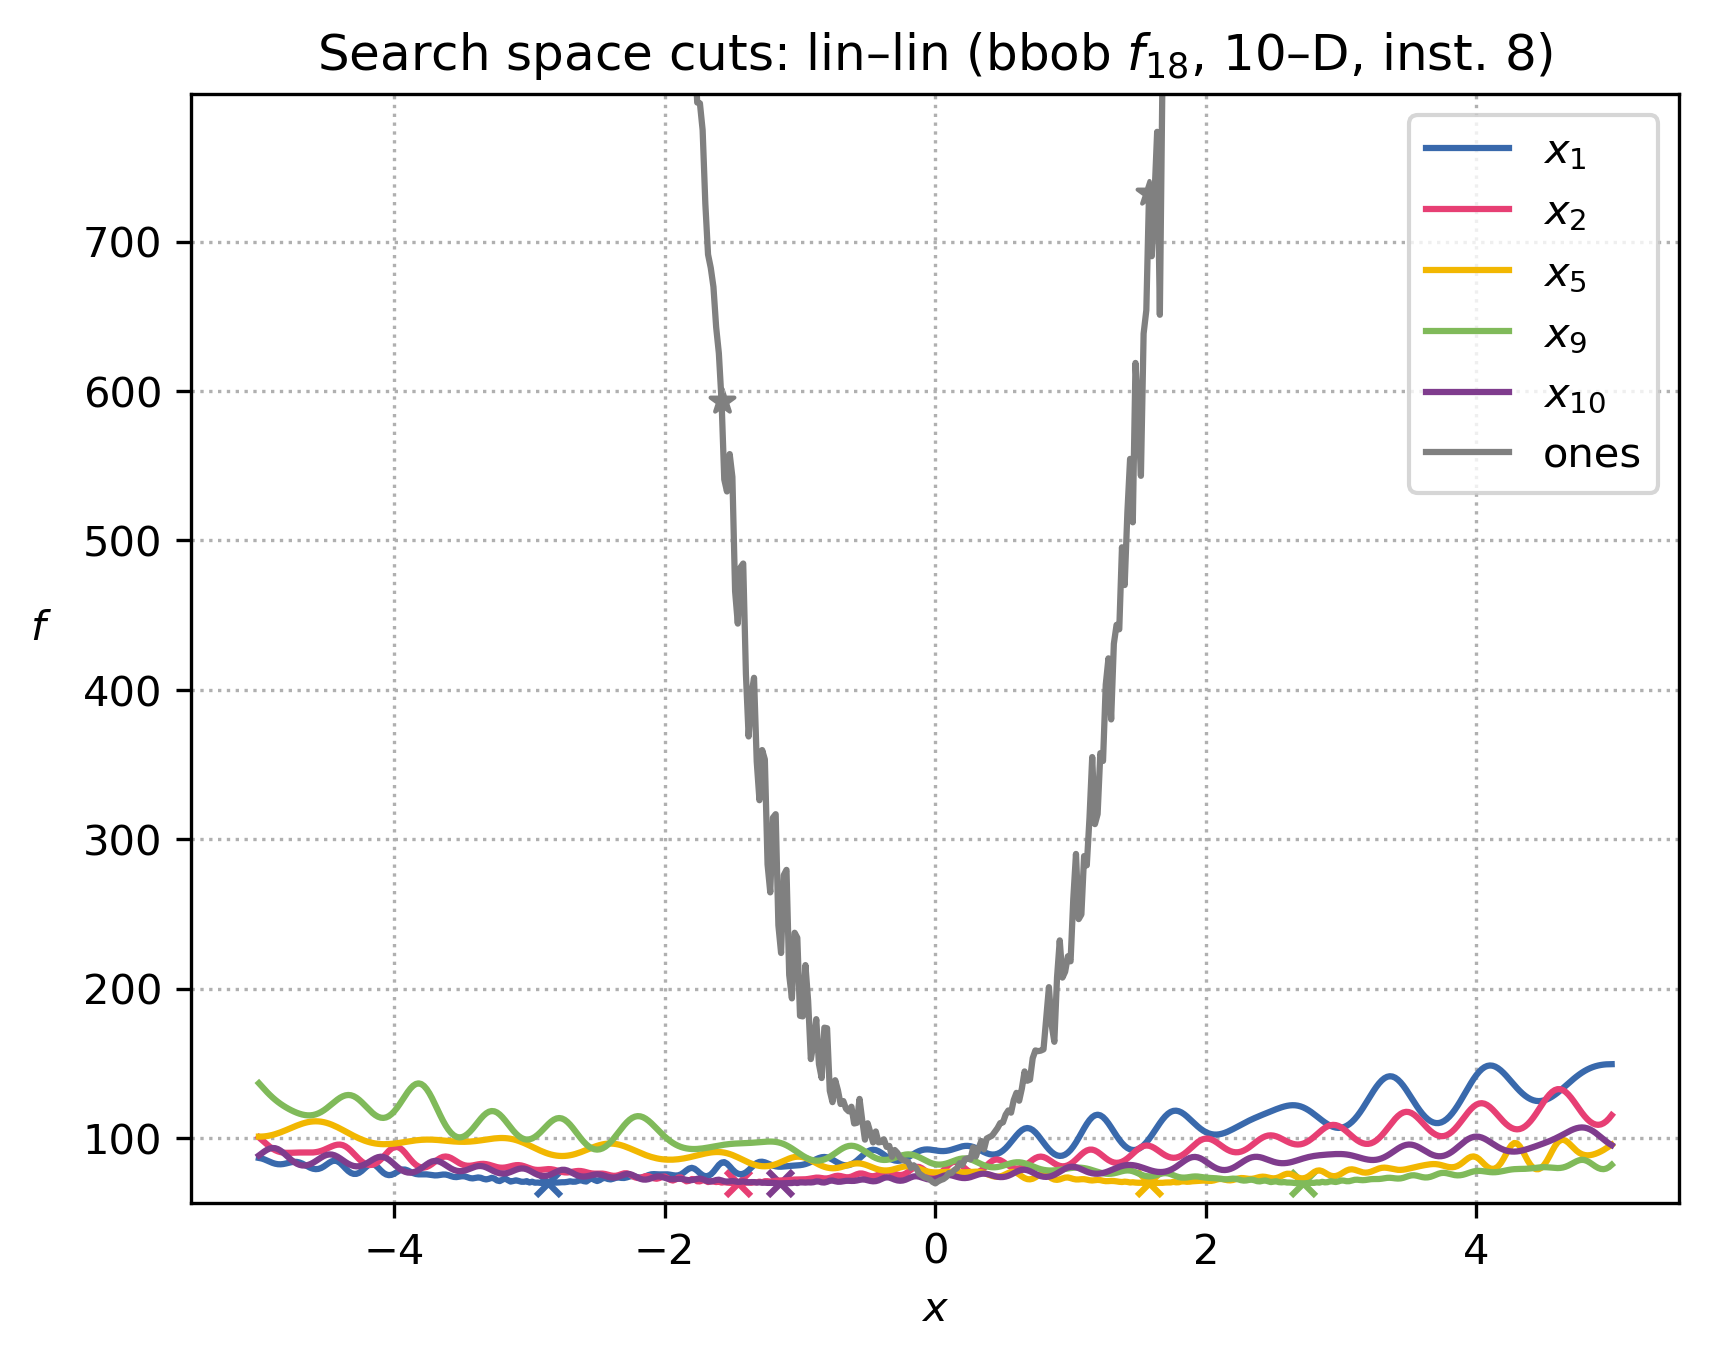 Search space cuts: lin–lin (bbob f₁₈, 10–D, inst. 8)
x₁
x₂
x₅
x₉
x₁₀
ones
700
600
500
400
300
200
100
f
−4
−2
0
2
4
x